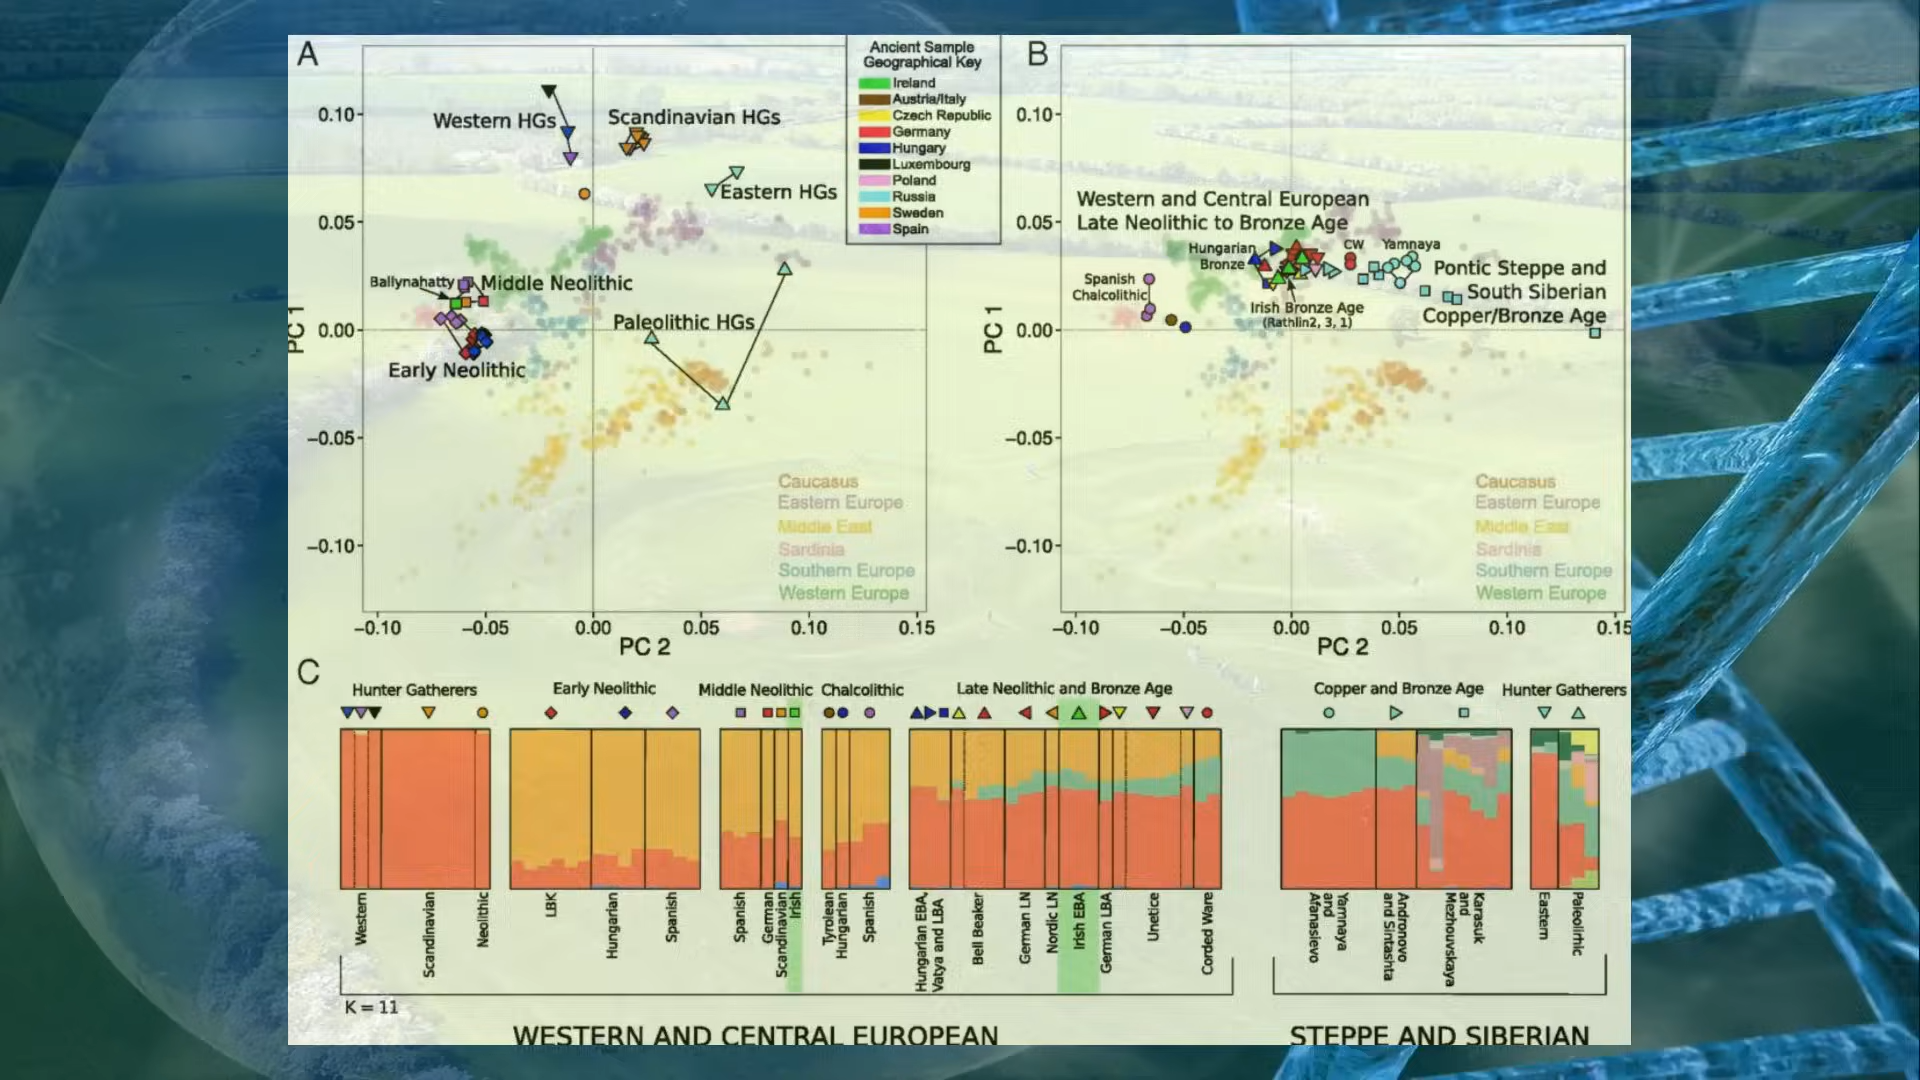 A
Ancient Sample
Geographical Key
Ireland
Austria/Italy
Czech Republic
Germany
Hungary
Luxembourg
Poland
Russia
Sweden
Spain
0.10
0.05
0.00
−0.05
−0.10
PC 1
Western HGs
Scandinavian HGs
Eastern HGs
Ballynahatty
Middle Neolithic
Paleolithic HGs
Early Neolithic
Caucasus
Eastern Europe
Middle East
Sardinia
Southern Europe
Western Europe
−0.10
−0.05
0.00
0.05
0.10
0.15
PC 2
B
0.10
0.05
0.00
−0.05
−0.10
PC 1
Western and Central European
Late Neolithic to Bronze Age
Hungarian
Bronze
CW
Yamnaya
Spanish
Chalcolithic
Pontic Steppe and
South Siberian
Copper/Bronze Age
Irish Bronze Age
(Rathlin2, 3, 1)
Caucasus
Eastern Europe
Middle East
Sardinia
Southern Europe
Western Europe
−0.10
−0.05
0.00
0.05
0.10
0.15
PC 2
C
Hunter Gatherers
Early Neolithic
Middle Neolithic
Chalcolithic
Late Neolithic and Bronze Age
Copper and Bronze Age
Hunter Gatherers
Western
Scandinavian
Neolithic
LBK
Hungarian
Spanish
Spanish
German
Scandinavian
Irish
Tyrolean
Hungarian
Spanish
Hungarian EBA,
Vatya and LBA
Bell Beaker
German LN
Nordic LN
Irish EBA
German LBA
Unetice
Corded Ware
Afanasievo
and
Yamnaya
Andronovo
and Sintashta
Mezhovskaya
and
Karasuk
Eastern
Paleolirhic
K = 11
WESTERN AND CENTRAL EUROPEAN
STEPPE AND SIBERIAN